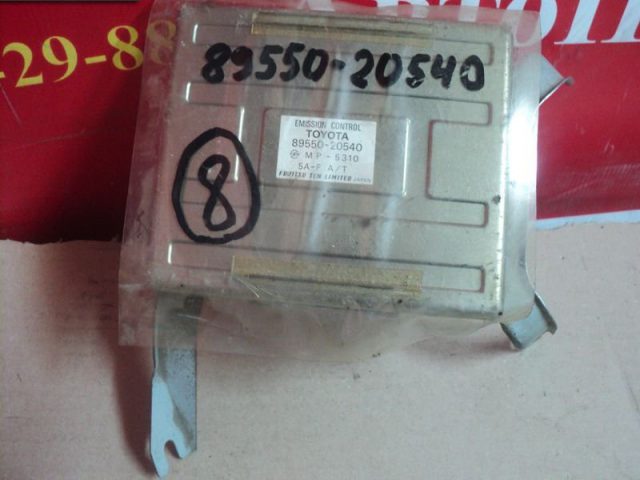 -29-88
89550-20540
EMISSION CONTROL
TOYOTA
89550-20540
MP-5310
5A-F A/T
FUJITSU TEN LIMITED JAPAN
8